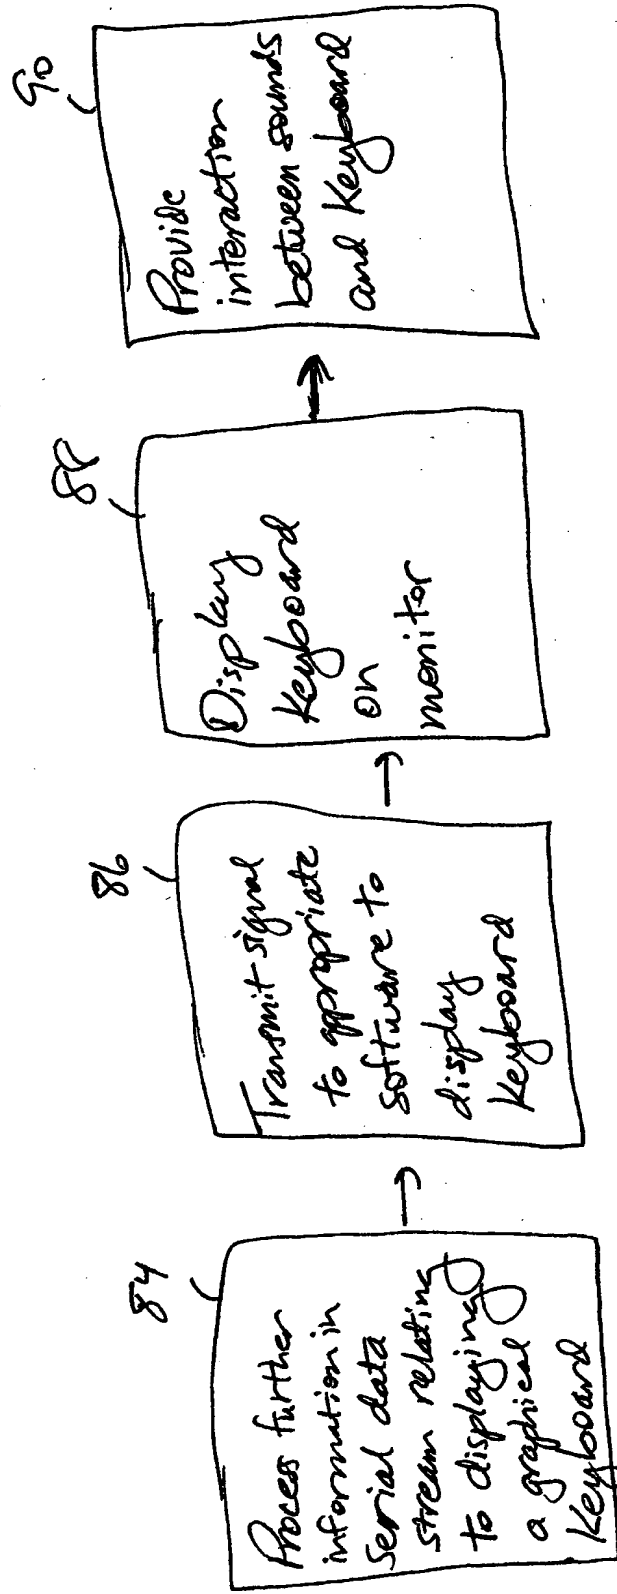 84
Process further
information in
serial data
stream relating
to displaying
a graphical
Keyboard
86
Transmit signal
to appropriate
software to
display
Keyboard
88
Display
Keyboard
on
monitor
90
Provide
interaction
between sounds
and Keyboard